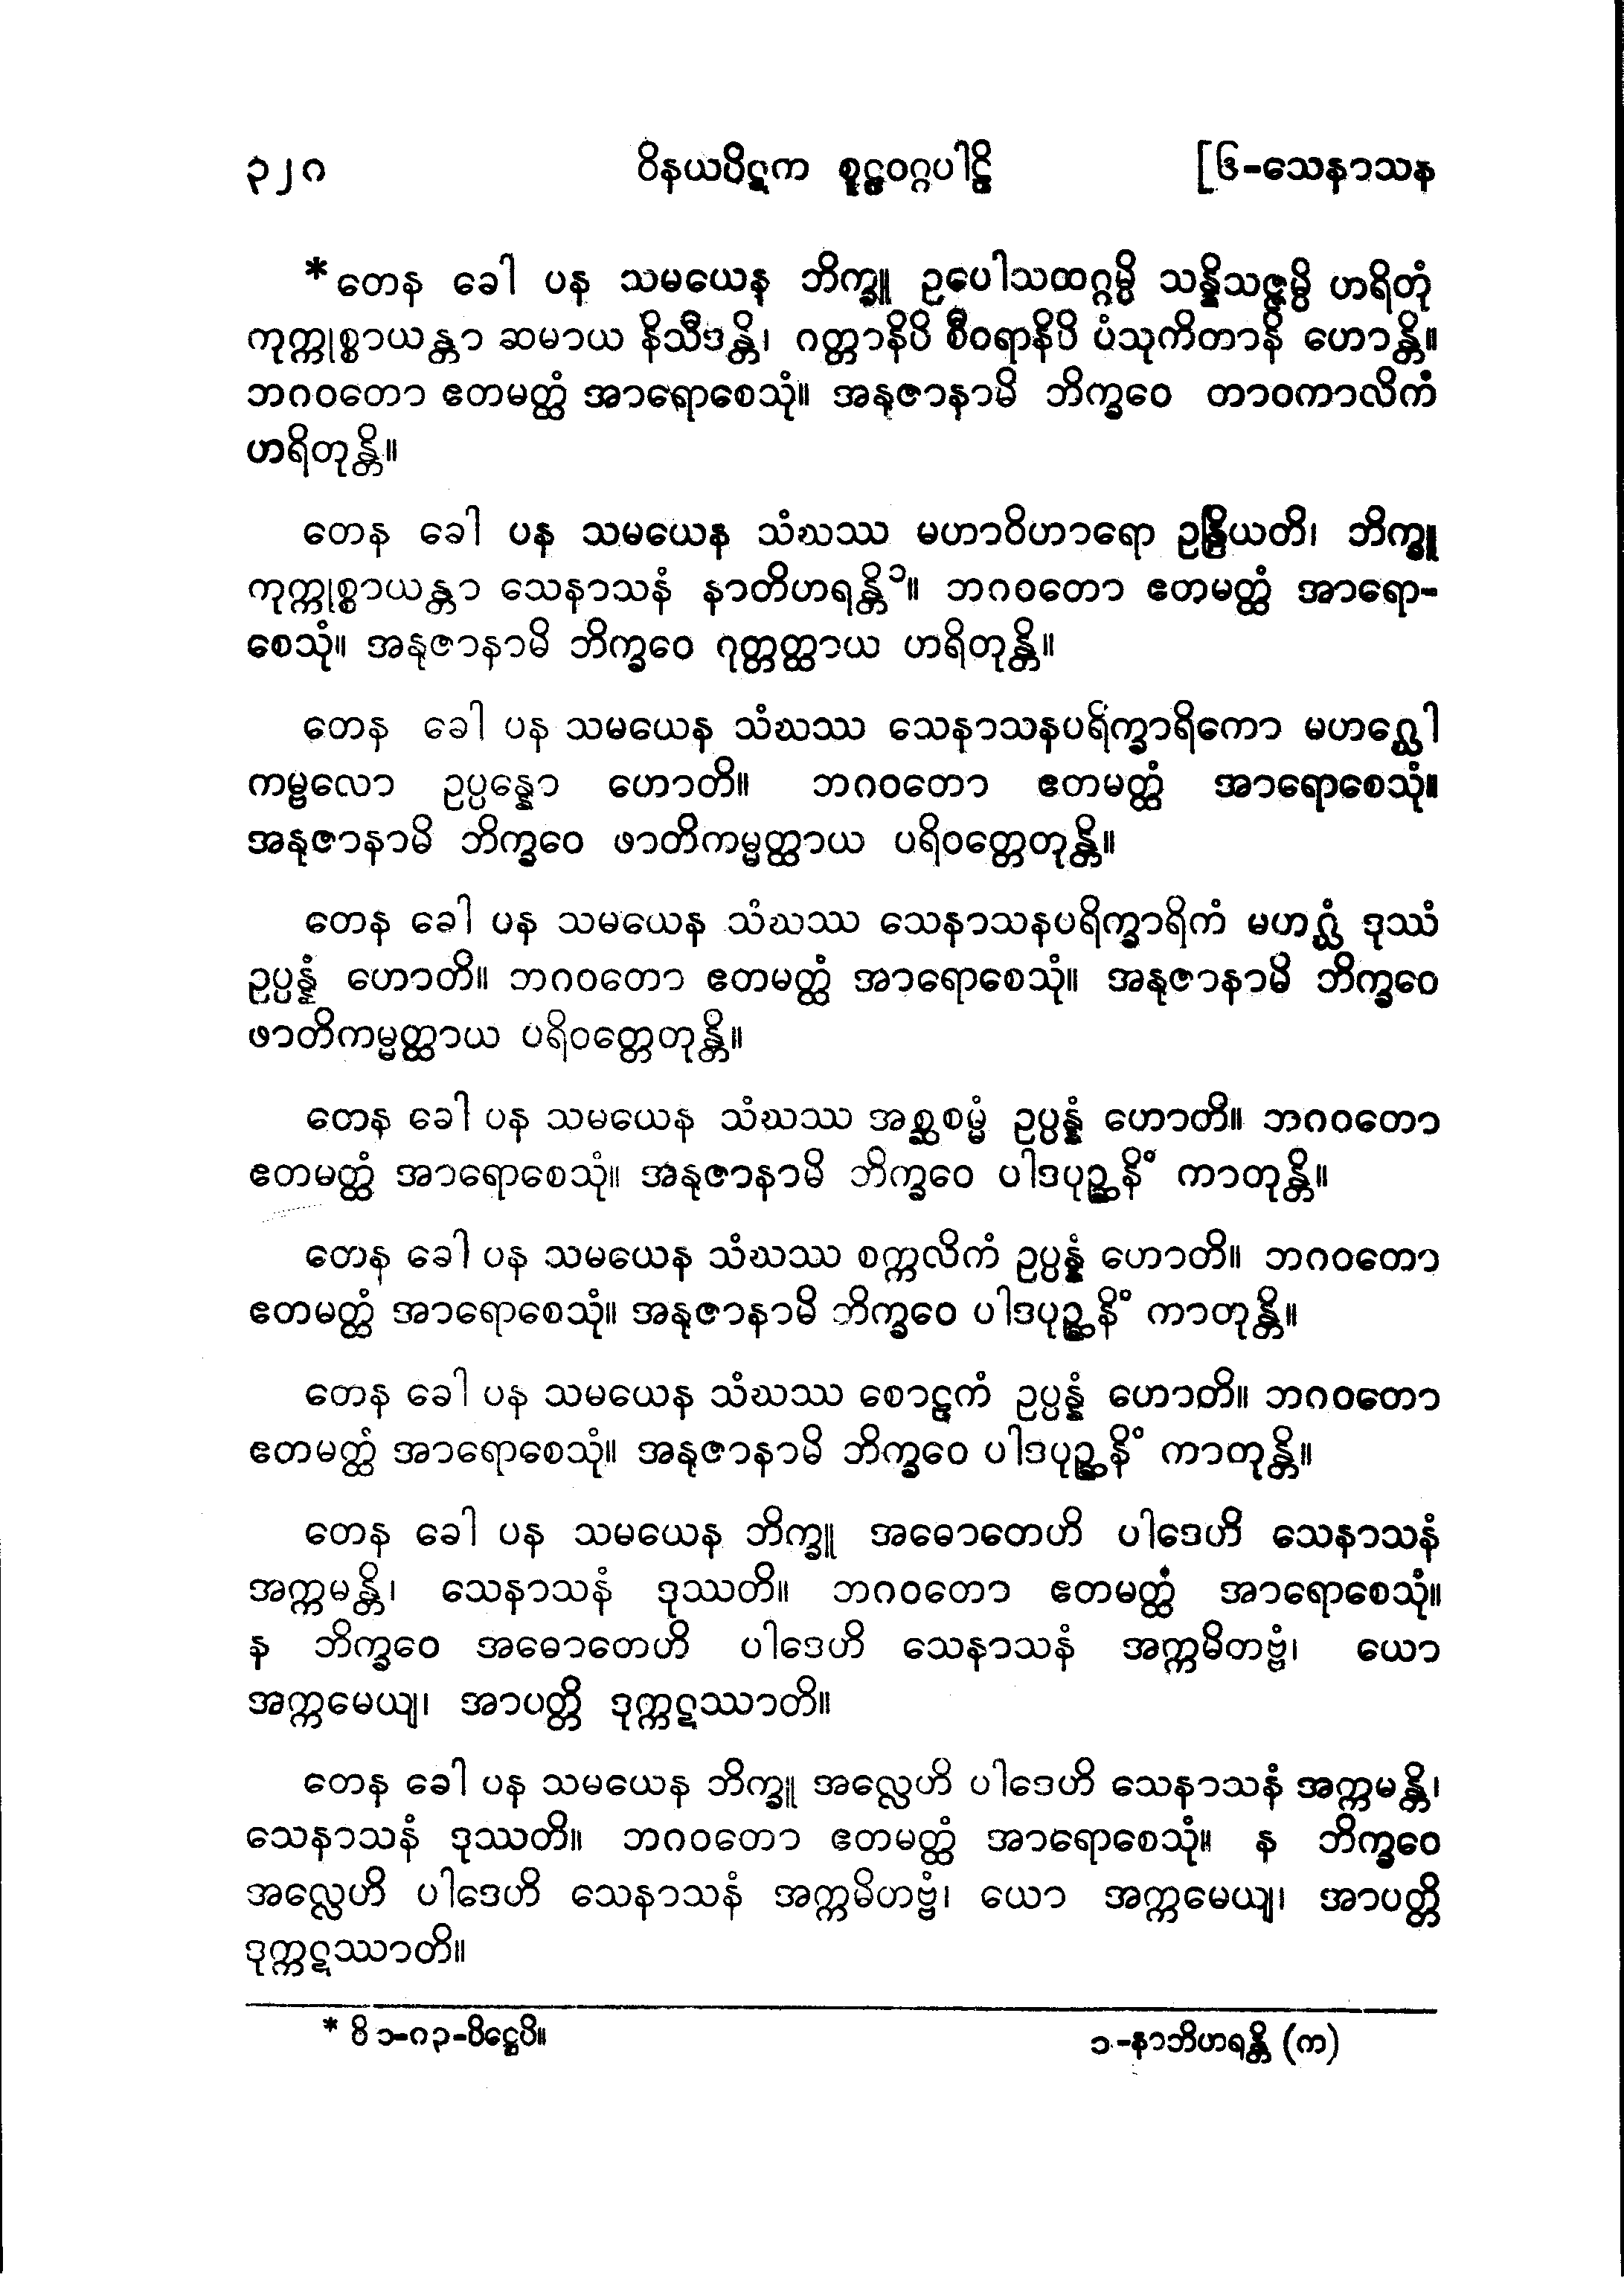 ၃၂၈ ဝိနယပိဋက စူဠဝဂ္ဂပါဠိ [၆-သေနာသန
*တေန ခေါ ပန သမယေန ဘိက္ခူ ဥပေါသထဂ္ဂမ္ပိ သန္နိသဇ္ဇမ္ပိ ဟရိတုံ
ကုက္ကုစ္စာယန္တာ ဆမာယ နိသီဒန္တိ၊ ဂတ္တာနိပိ စီဝရာနိပိ ပံသုကိတာနိ ဟောန္တိ။
ဘဂဝတော ဧတမတ္ထံ အာရောစေသုံ။ အနုဇာနာမိ ဘိက္ခဝေ တာဝကာလိကံ
ဟရိတုန္တိ။
တေန ခေါ ပန သမယေန သံဃဿ မဟာဝိဟာရော ဥန္ဒြိယတိ၊ ဘိက္ခူ
ကုက္ကုစ္စာယန္တာ သေနာသနံ နာတိဟရန္တိ၁။ ဘဂဝတော ဧတမတ္ထံ အာရော-
စေသုံ။ အနုဇာနာမိ ဘိက္ခဝေ ဂုတ္တတ္ထာယ ဟရိတုန္တိ။
တေန ခေါ ပန သမယေန သံဃဿ သေနာသနပရိက္ခာရိကော မဟဂ္ဃေါ
ကမ္ဗလော ဥပ္ပန္နော ဟောတိ။ ဘဂဝတော ဧတမတ္ထံ အာရောစေသုံ။
အနုဇာနာမိ ဘိက္ခဝေ ဖာတိကမ္မတ္ထာယ ပရိဝတ္တေတုန္တိ။
တေန ခေါ ပန သမယေန သံဃဿ သေနာသနပရိက္ခာရိကံ မဟဂ္ဃံ ဒုဿံ
ဥပ္ပန္နံ ဟောတိ။ ဘဂဝတော ဧတမတ္ထံ အာရောစေသုံ။ အနုဇာနာမိ ဘိက္ခဝေ
ဖာတိကမ္မတ္ထာယ ပရိဝတ္တေတုန္တိ။
တေန ခေါ ပန သမယေန သံဃဿ အစ္ဆစမ္မံ ဥပ္ပန္နံ ဟောတိ။ ဘဂဝတော
ဧတမတ္ထံ အာရောစေသုံ။ အနုဇာနာမိ ဘိက္ခဝေ ပါဒပုဉ္ဆနိံ ကာတုန္တိ။
တေန ခေါ ပန သမယေန သံဃဿ စက္ကလိကံ ဥပ္ပန္နံ ဟောတိ။ ဘဂဝတော
ဧတမတ္ထံ အာရောစေသုံ။ အနုဇာနာမိ ဘိက္ခဝေ ပါဒပုဉ္ဆနိံ ကာတုန္တိ။
တေန ခေါ ပန သမယေန သံဃဿ စောဠကံ ဥပ္ပန္နံ ဟောတိ။ ဘဂဝတော
ဧတမတ္ထံ အာရောစေသုံ။ အနုဇာနာမိ ဘိက္ခဝေ ပါဒပုဉ္ဆနိံ ကာတုန္တိ။
တေန ခေါ ပန သမယေန ဘိက္ခူ အဓောတေဟိ ပါဒေဟိ သေနာသနံ
အက္ကမန္တိ၊ သေနာသနံ ဒုဿတိ။ ဘဂဝတော ဧတမတ္ထံ အာရောစေသုံ။
န ဘိက္ခဝေ အဓောတေဟိ ပါဒေဟိ သေနာသနံ အက္ကမိတဗ္ဗံ၊ ယော
အက္ကမေယျ၊ အာပတ္တိ ဒုက္ကဋဿာတိ။
တေန ခေါ ပန သမယေန ဘိက္ခူ အလ္လေဟိ ပါဒေဟိ သေနာသနံ အက္ကမန္တိ၊
သေနာသနံ ဒုဿတိ။ ဘဂဝတော ဧတမတ္ထံ အာရောစေသုံ။ န ဘိက္ခဝေ
အလ္လေဟိ ပါဒေဟိ သေနာသနံ အက္ကမိတဗ္ဗံ၊ ယော အက္ကမေယျ၊ အာပတ္တိ
ဒုက္ကဋဿာတိ။
* ဝိ ၁-၈၃-ပိဋ္ဌေပိ။ ၁-နာဘိဟရန္တိ (က)